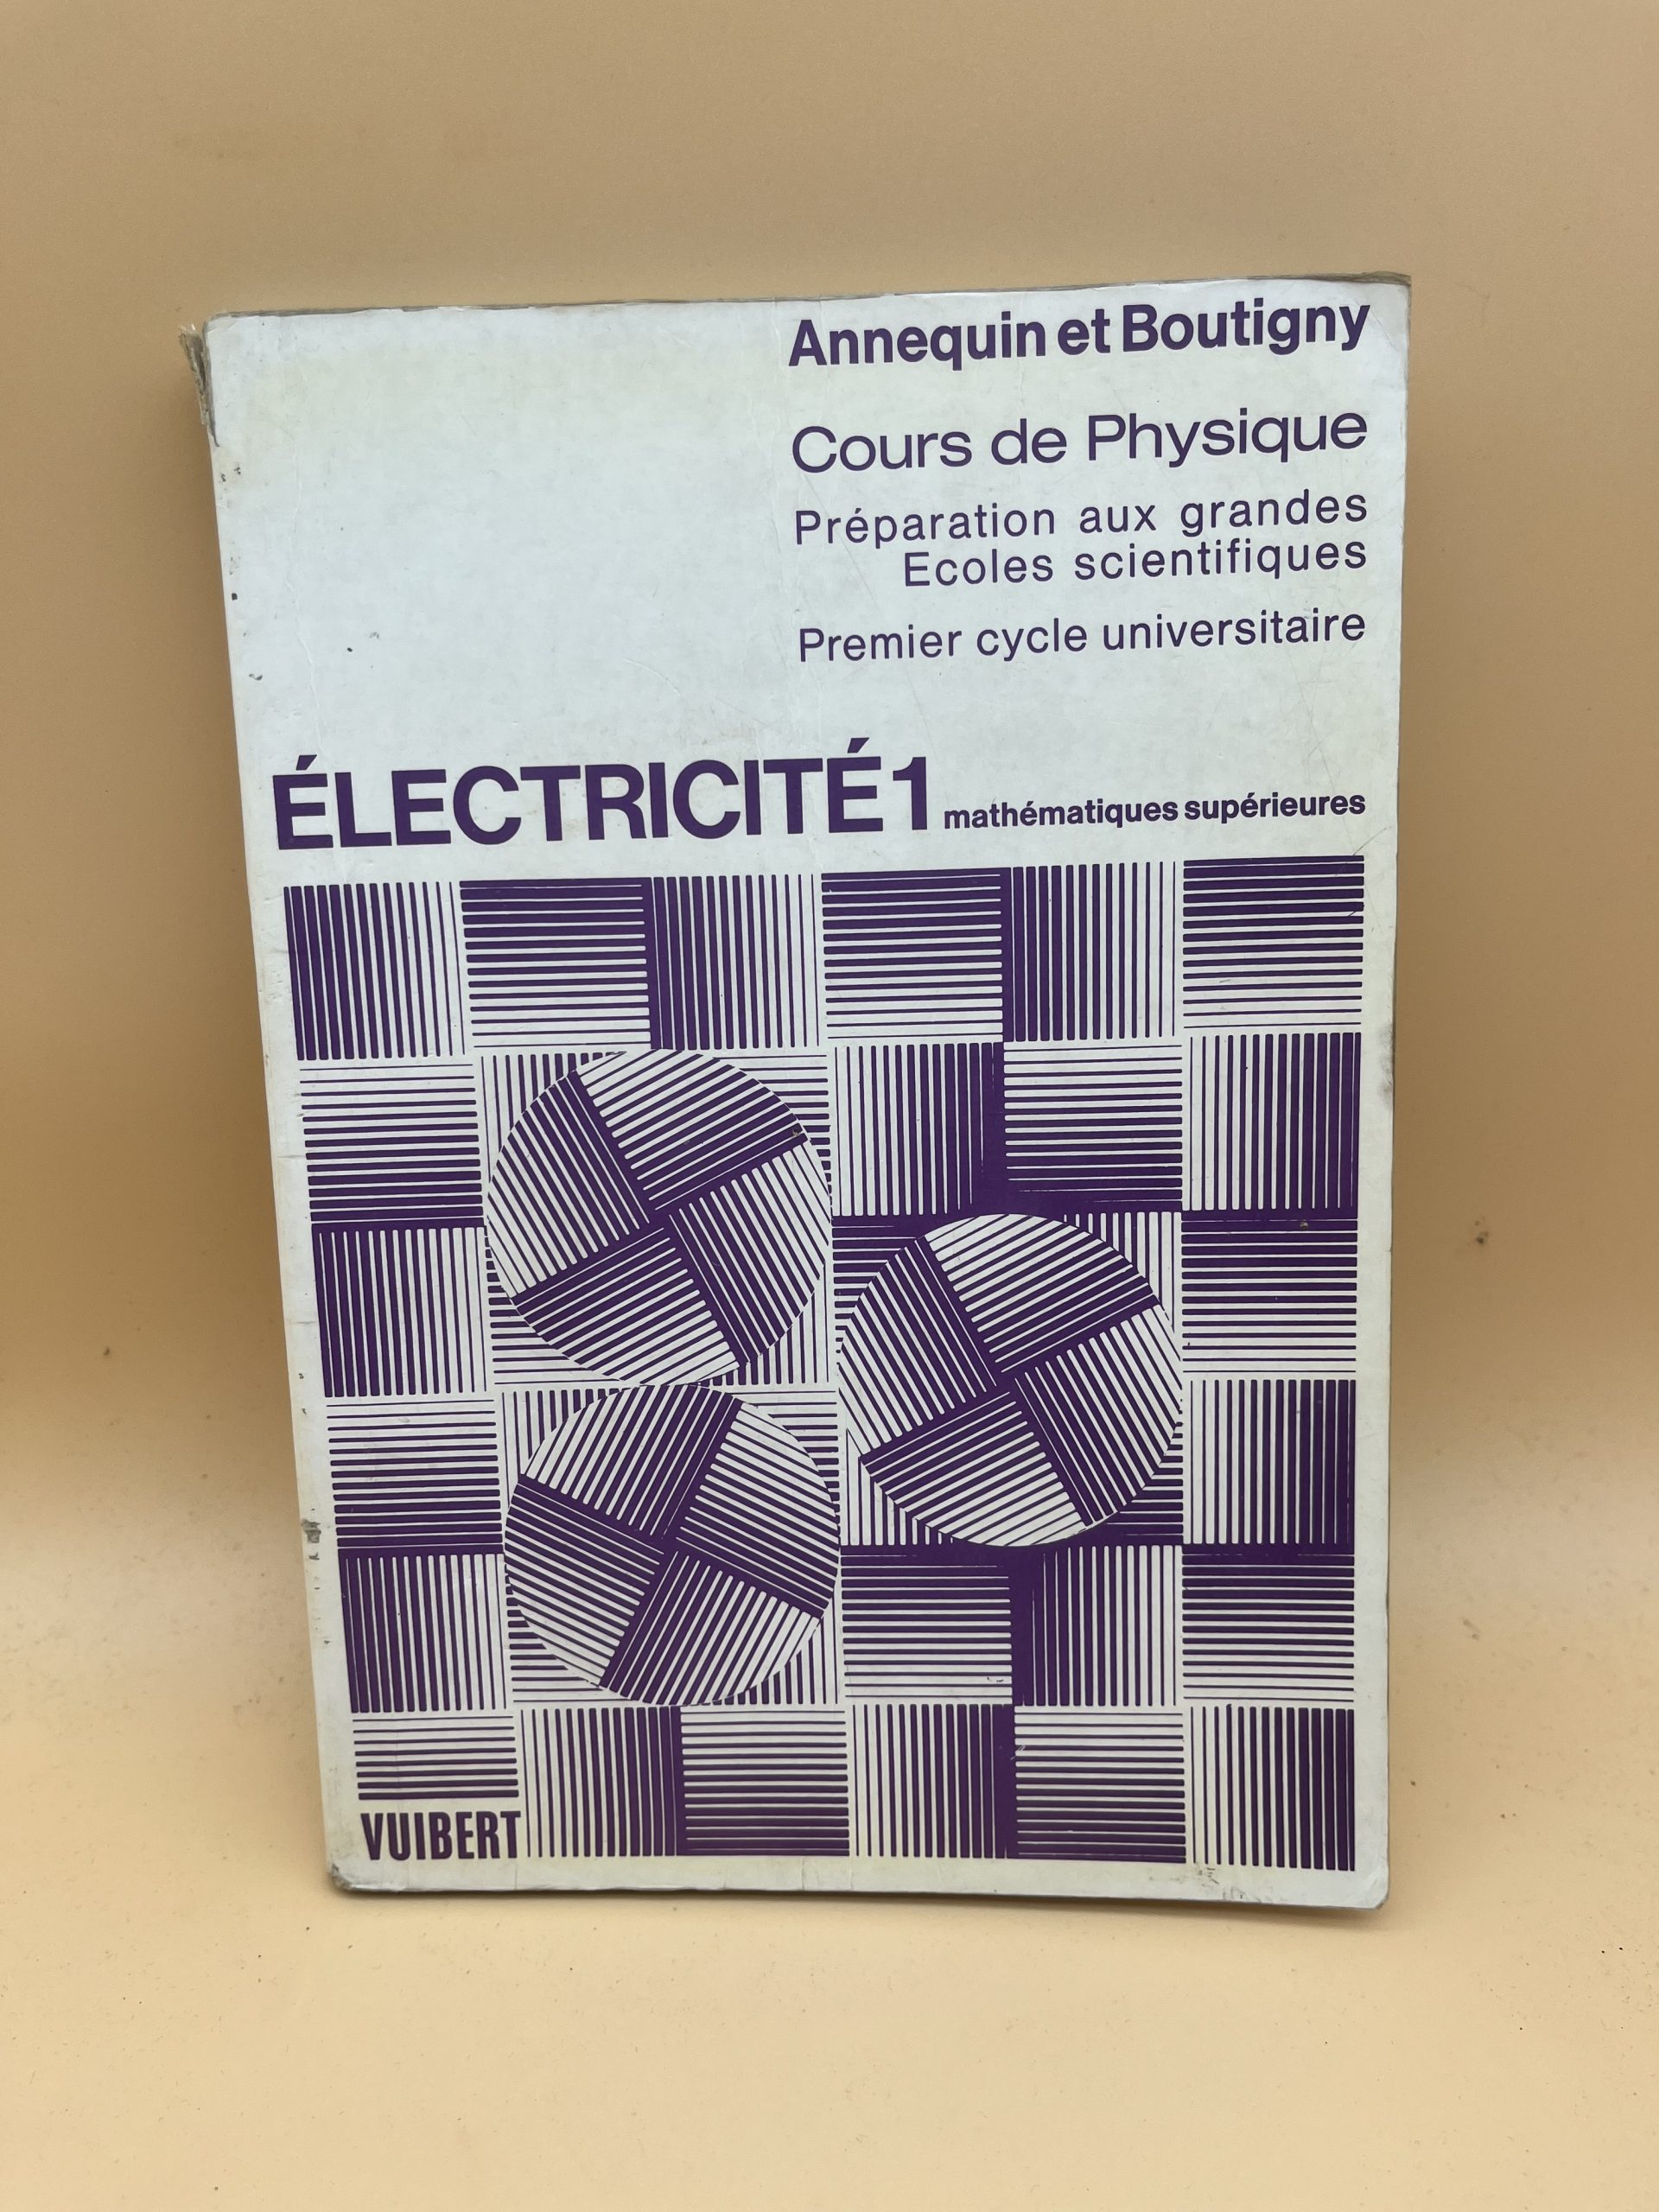 Annequin et Boutigny
Cours de Physique
Préparation aux grandes
Ecoles scientifiques
Premier cycle universitaire
ÉLECTRICITÉ 1 mathématiques supérieures
VUIBERT